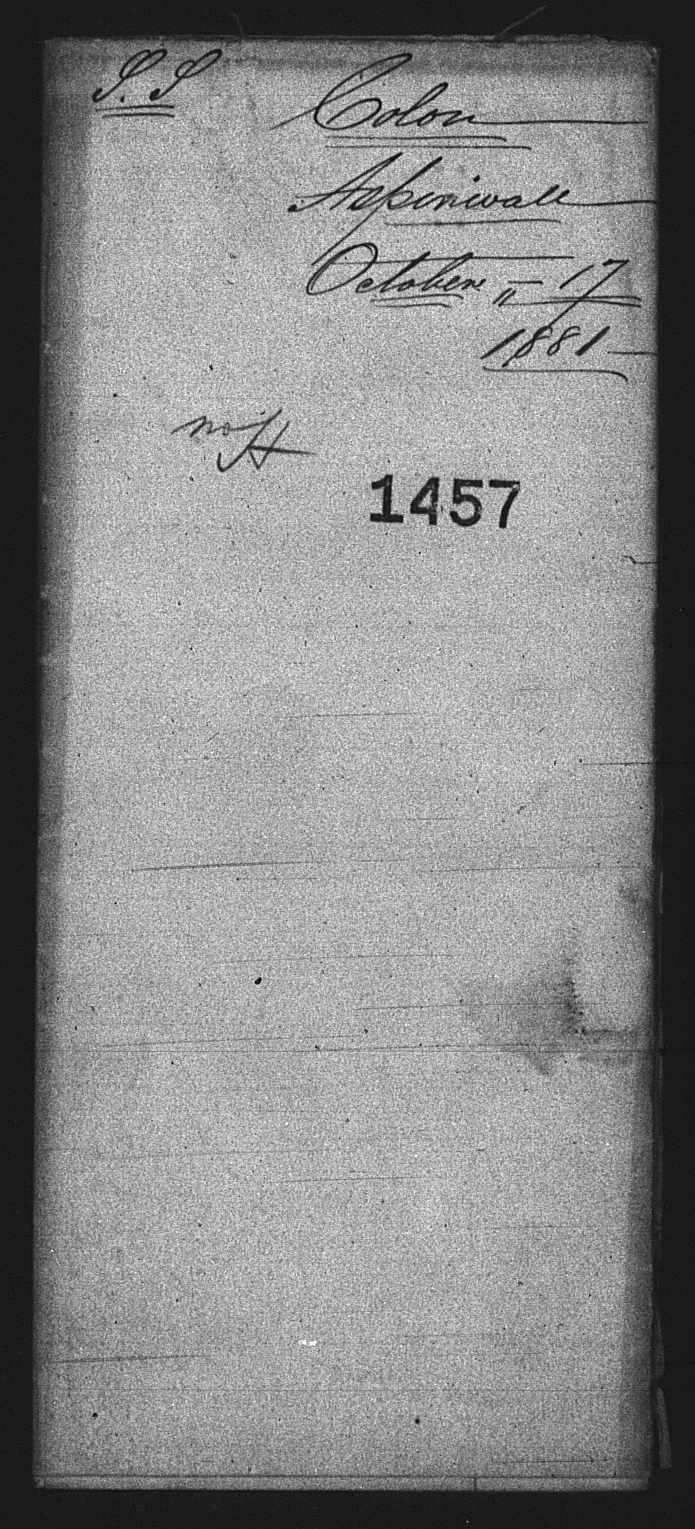 S. S Colon
Aspinwall
October " 17
1881
1457